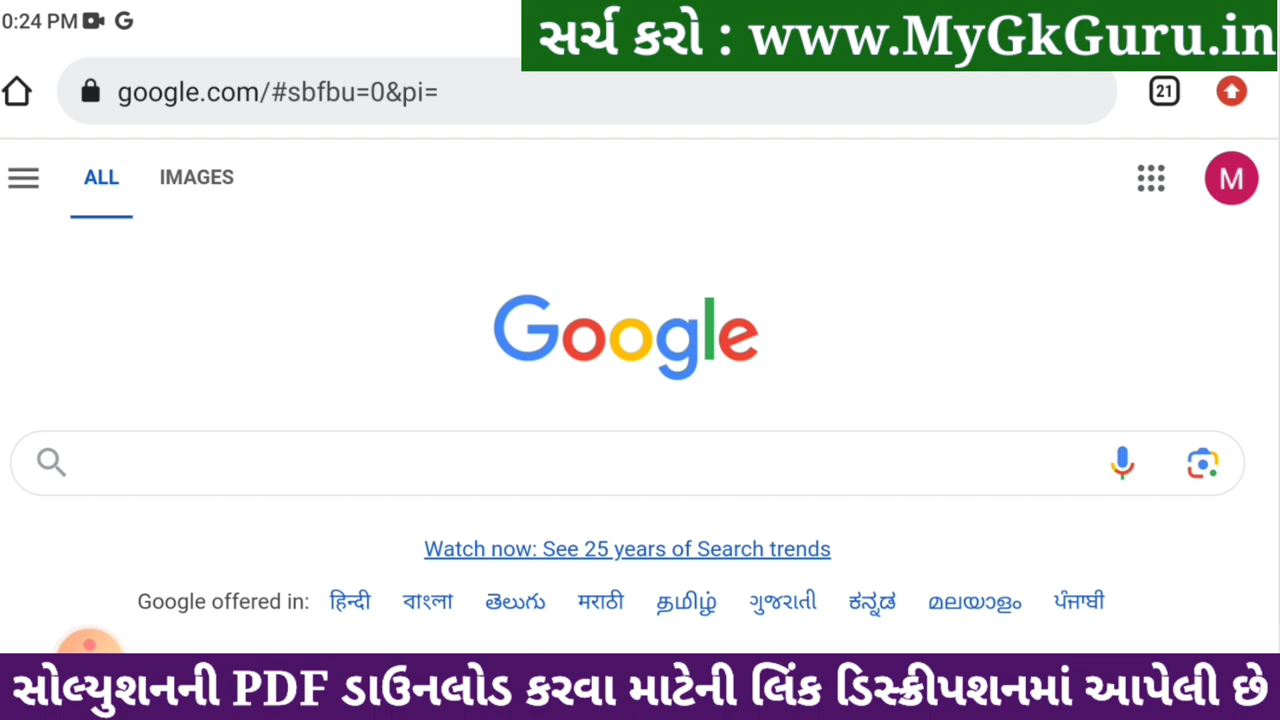 0:24 PM G
સર્ચ કરો : www.MyGkGuru.in
google.com/#sbfbu=0&pi=
21
ALL IMAGES
M
Google
Watch now: See 25 years of Search trends
Google offered in: हिन्दी বাংলা తెలుగు मराठी தமிழ் ગુજરાતી ಕನ್ನಡ മലയാളം ਪੰਜਾਬੀ
સોલ્યુશનની PDF ડાઉનલોડ કરવા માટેની લિંક ડિસ્ક્રીપશનમાં આપેલી છે